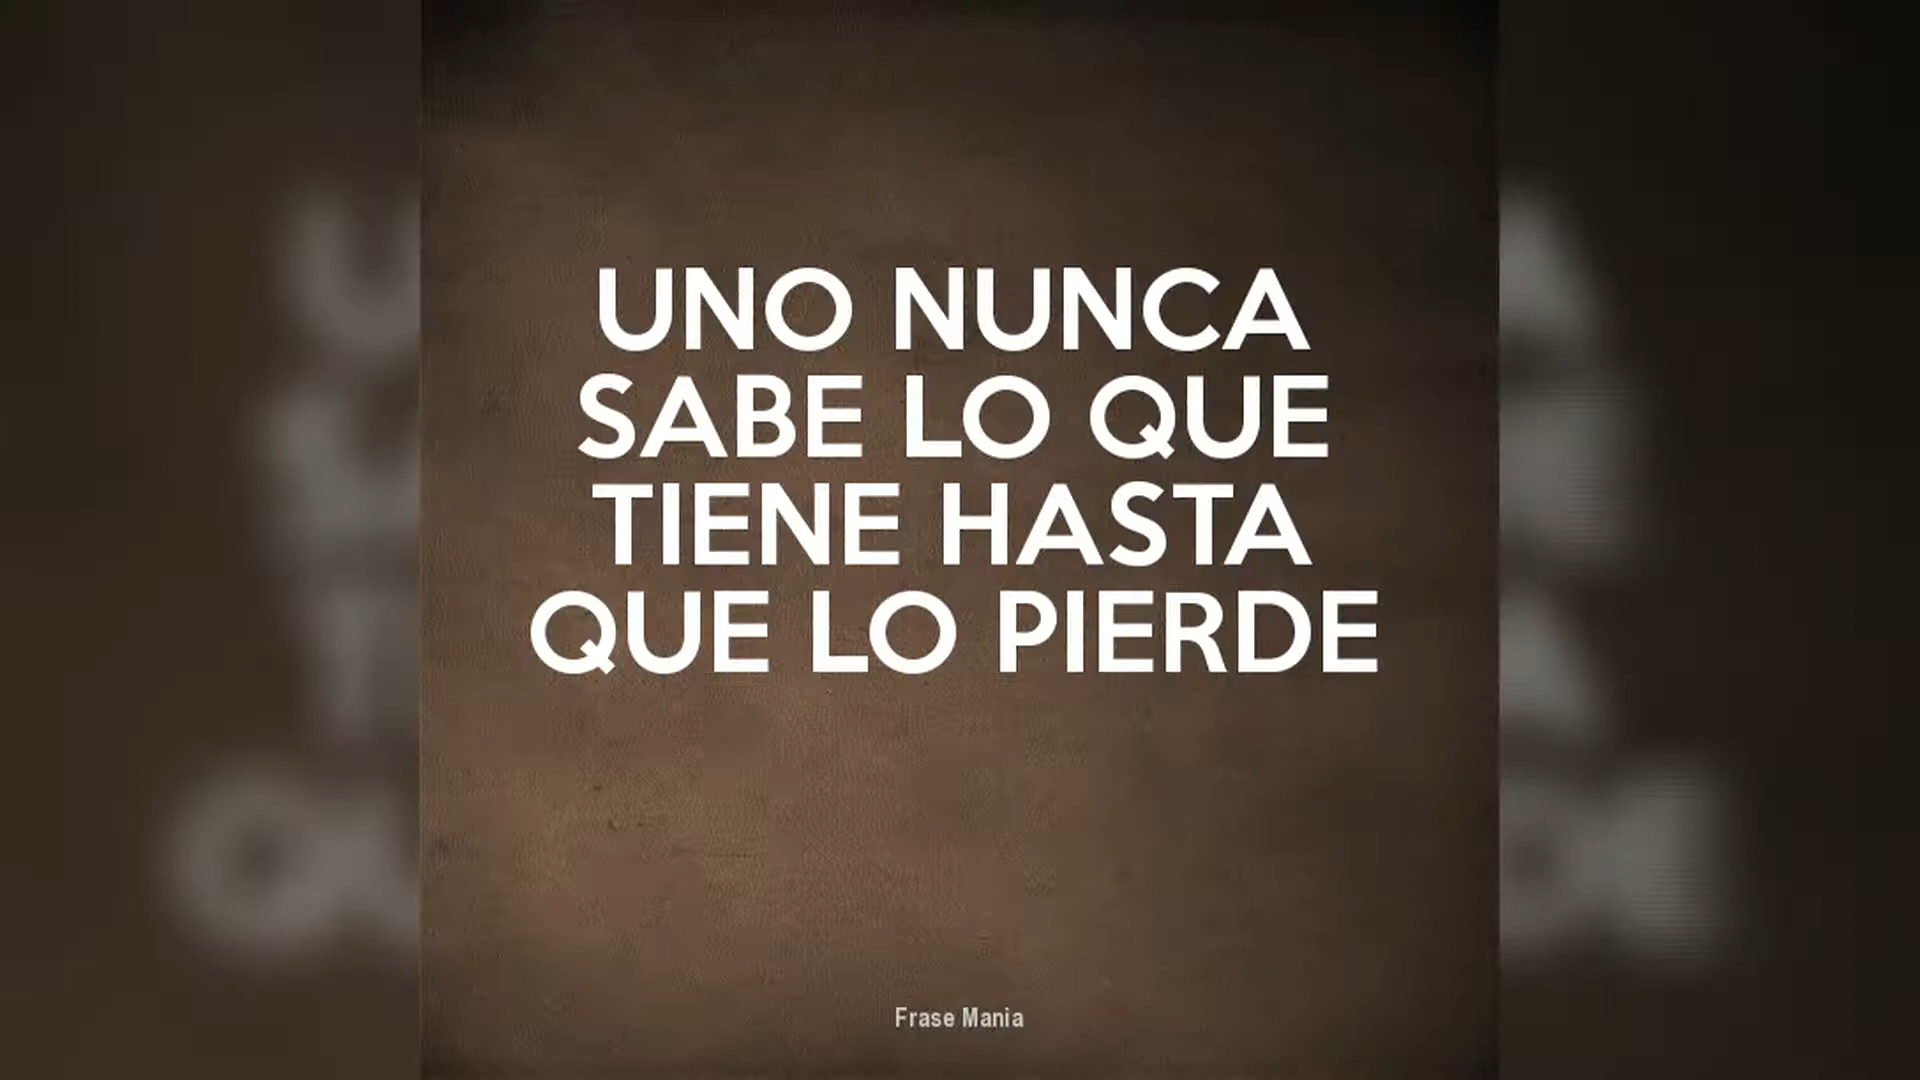 UNO NUNCA
SABE LO QUE
TIENE HASTA
QUE LO PIERDE
Frase Mania